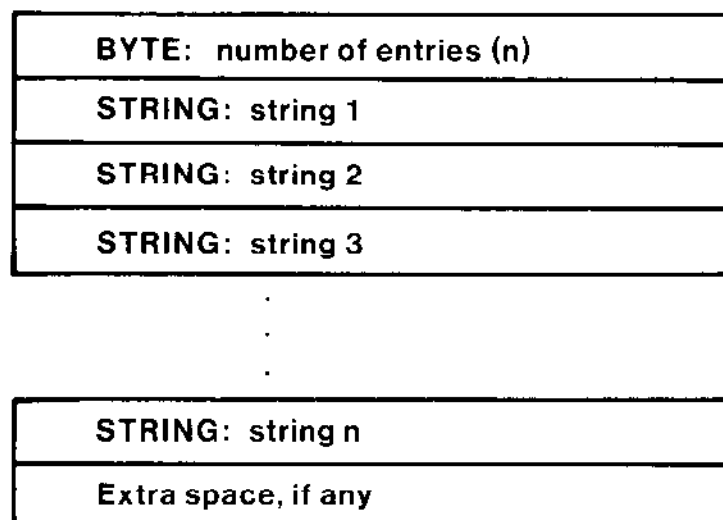 BYTE: number of entries (n)
STRING: string 1
STRING: string 2
STRING: string 3
.
.
.
STRING: string n
Extra space, if any